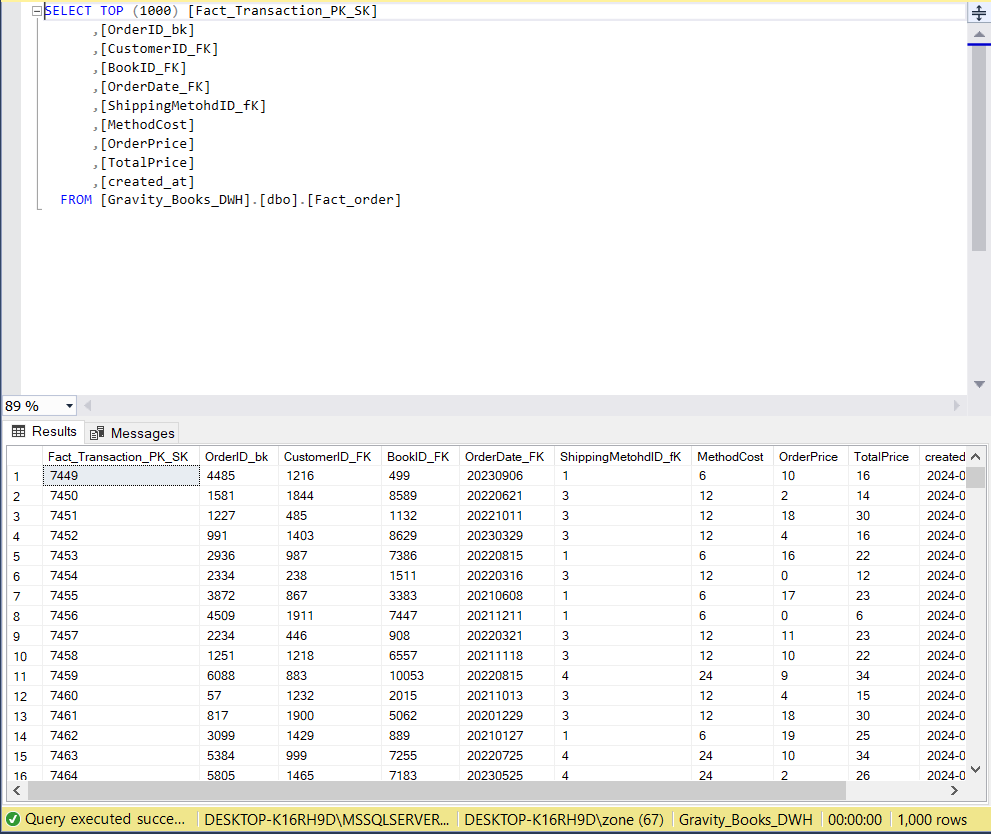 SELECT TOP (1000) [Fact_Transaction_PK_SK]
,[OrderID_bk]
,[CustomerID_FK]
,[BookID_FK]
,[OrderDate_FK]
,[ShippingMetohdID_fK]
,[MethodCost]
,[OrderPrice]
,[TotalPrice]
,[created_at]
FROM [Gravity_Books_DWH].[dbo].[Fact_order]
89 %
Results Messages
Fact_Transaction_PK_SK OrderID_bk CustomerID_FK BookID_FK OrderDate_FK ShippingMetohdID_fK MethodCost OrderPrice TotalPrice created
1 7449 4485 1216 499 20230906 1 6 10 16 2024-0
2 7450 1581 1844 8589 20220621 3 12 2 14 2024-0
3 7451 1227 485 1132 20221011 3 12 18 30 2024-0
4 7452 991 1403 8629 20230329 3 12 4 16 2024-0
5 7453 2936 987 7386 20220815 1 6 16 22 2024-0
6 7454 2334 238 1511 20220316 3 12 0 12 2024-0
7 7455 3872 867 3383 20210608 1 6 17 23 2024-0
8 7456 4509 1911 7447 20211211 1 6 0 6 2024-0
9 7457 2234 446 908 20220321 3 12 11 23 2024-0
10 7458 1251 1218 6557 20211118 3 12 10 22 2024-0
11 7459 6088 883 10053 20220815 4 24 9 34 2024-0
12 7460 57 1232 2015 20211013 3 12 4 15 2024-0
13 7461 817 1900 5062 20201229 3 12 18 30 2024-0
14 7462 3099 1429 889 20210127 1 6 19 25 2024-0
15 7463 5384 999 7255 20220725 4 24 10 34 2024-0
16 7464 5805 1465 7183 20230525 4 24 2 26 2024-0
Query executed succe... DESKTOP-K16RH9D\MSSQLSERVER... DESKTOP-K16RH9D\zone (67) Gravity_Books_DWH 00:00:00 1,000 rows